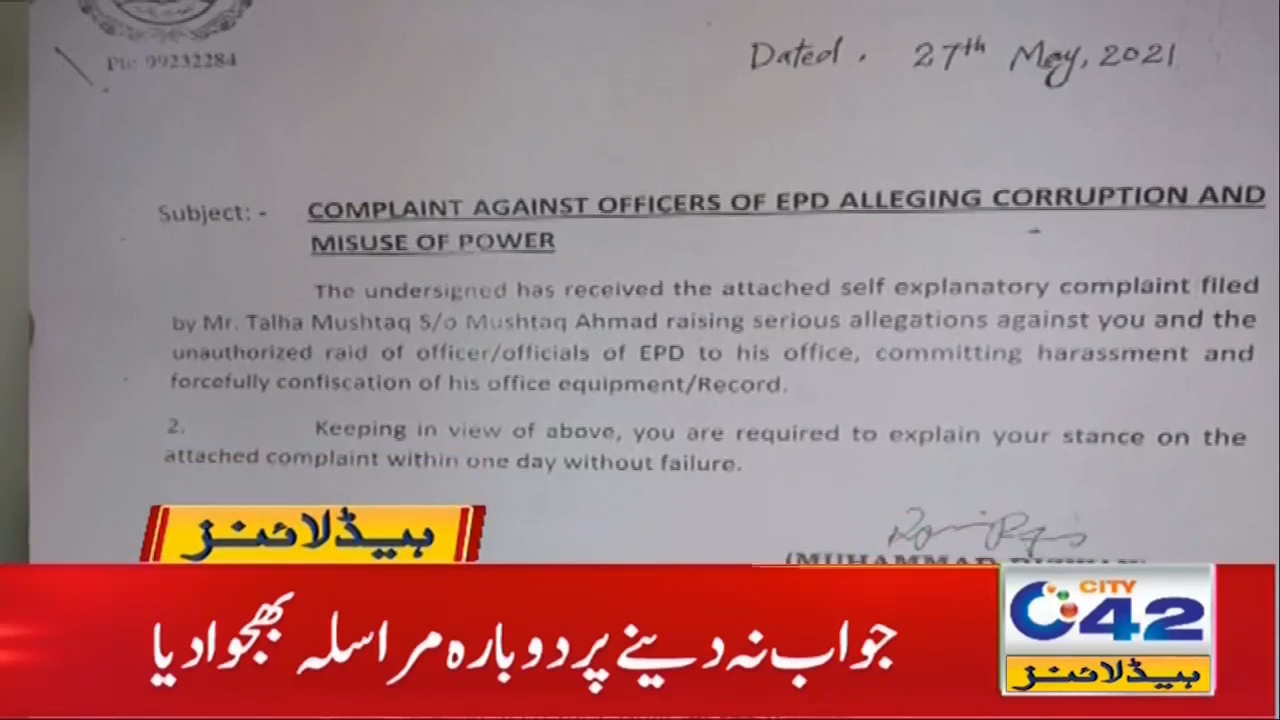 Ph: 99232284
Dated. 27th May, 2021
Subject: - COMPLAINT AGAINST OFFICERS OF EPD ALLEGING CORRUPTION AND
MISUSE OF POWER
The undersigned has received the attached self explanatory complaint filed
by Mr. Talha Mushtaq S/o Mushtaq Ahmad raising serious allegations against you and the
unauthorized raid of officer/officials of EPD to his office, committing harassment and
forcefully confiscation of his office equipment/Record.
2. Keeping in view of above, you are required to explain your stance on the
attached complaint within one day without failure.
(MUHAMMAD
ہیڈلائنز
جواب نہ دینے پر دوبارہ مراسلہ بھجوا دیا
CITY
42
ہیڈلائنز